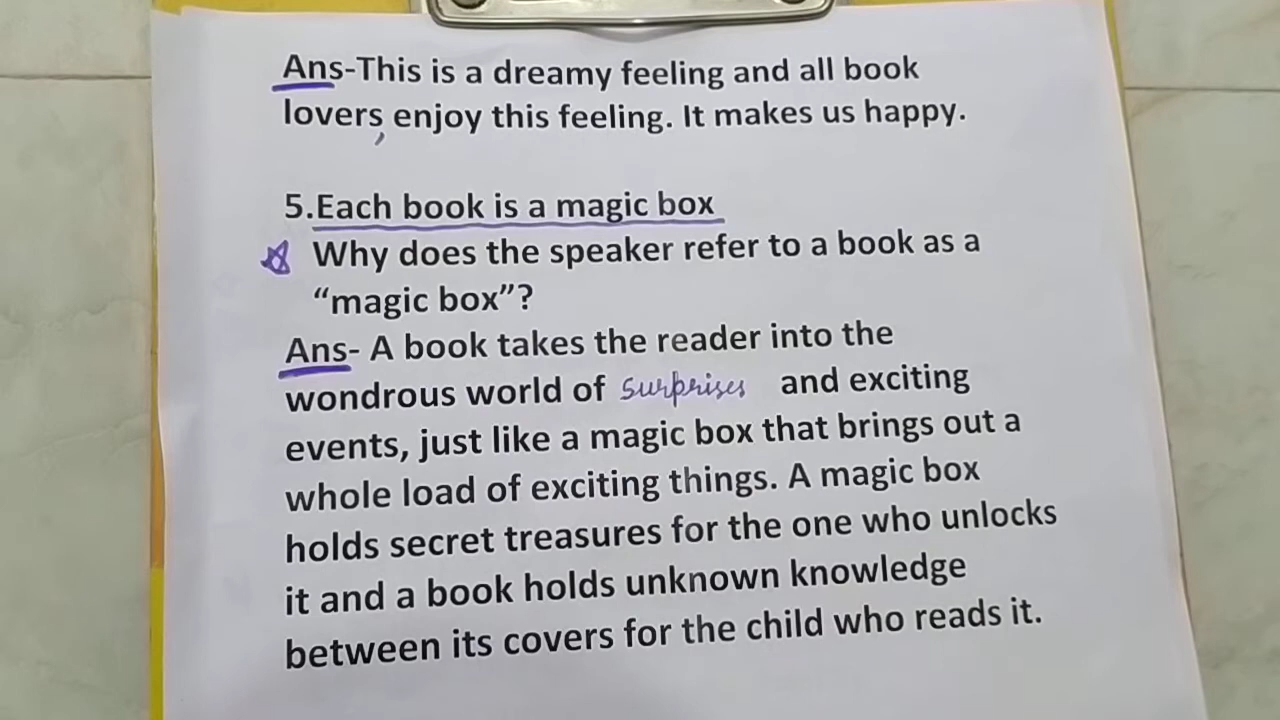 Ans-This is a dreamy feeling and all book
lovers, enjoy this feeling. It makes us happy.
5.Each book is a magic box
Why does the speaker refer to a book as a
“magic box”?
Ans- A book takes the reader into the
wondrous world of surprises and exciting
events, just like a magic box that brings out a
whole load of exciting things. A magic box
holds secret treasures for the one who unlocks
it and a book holds unknown knowledge
between its covers for the child who reads it.